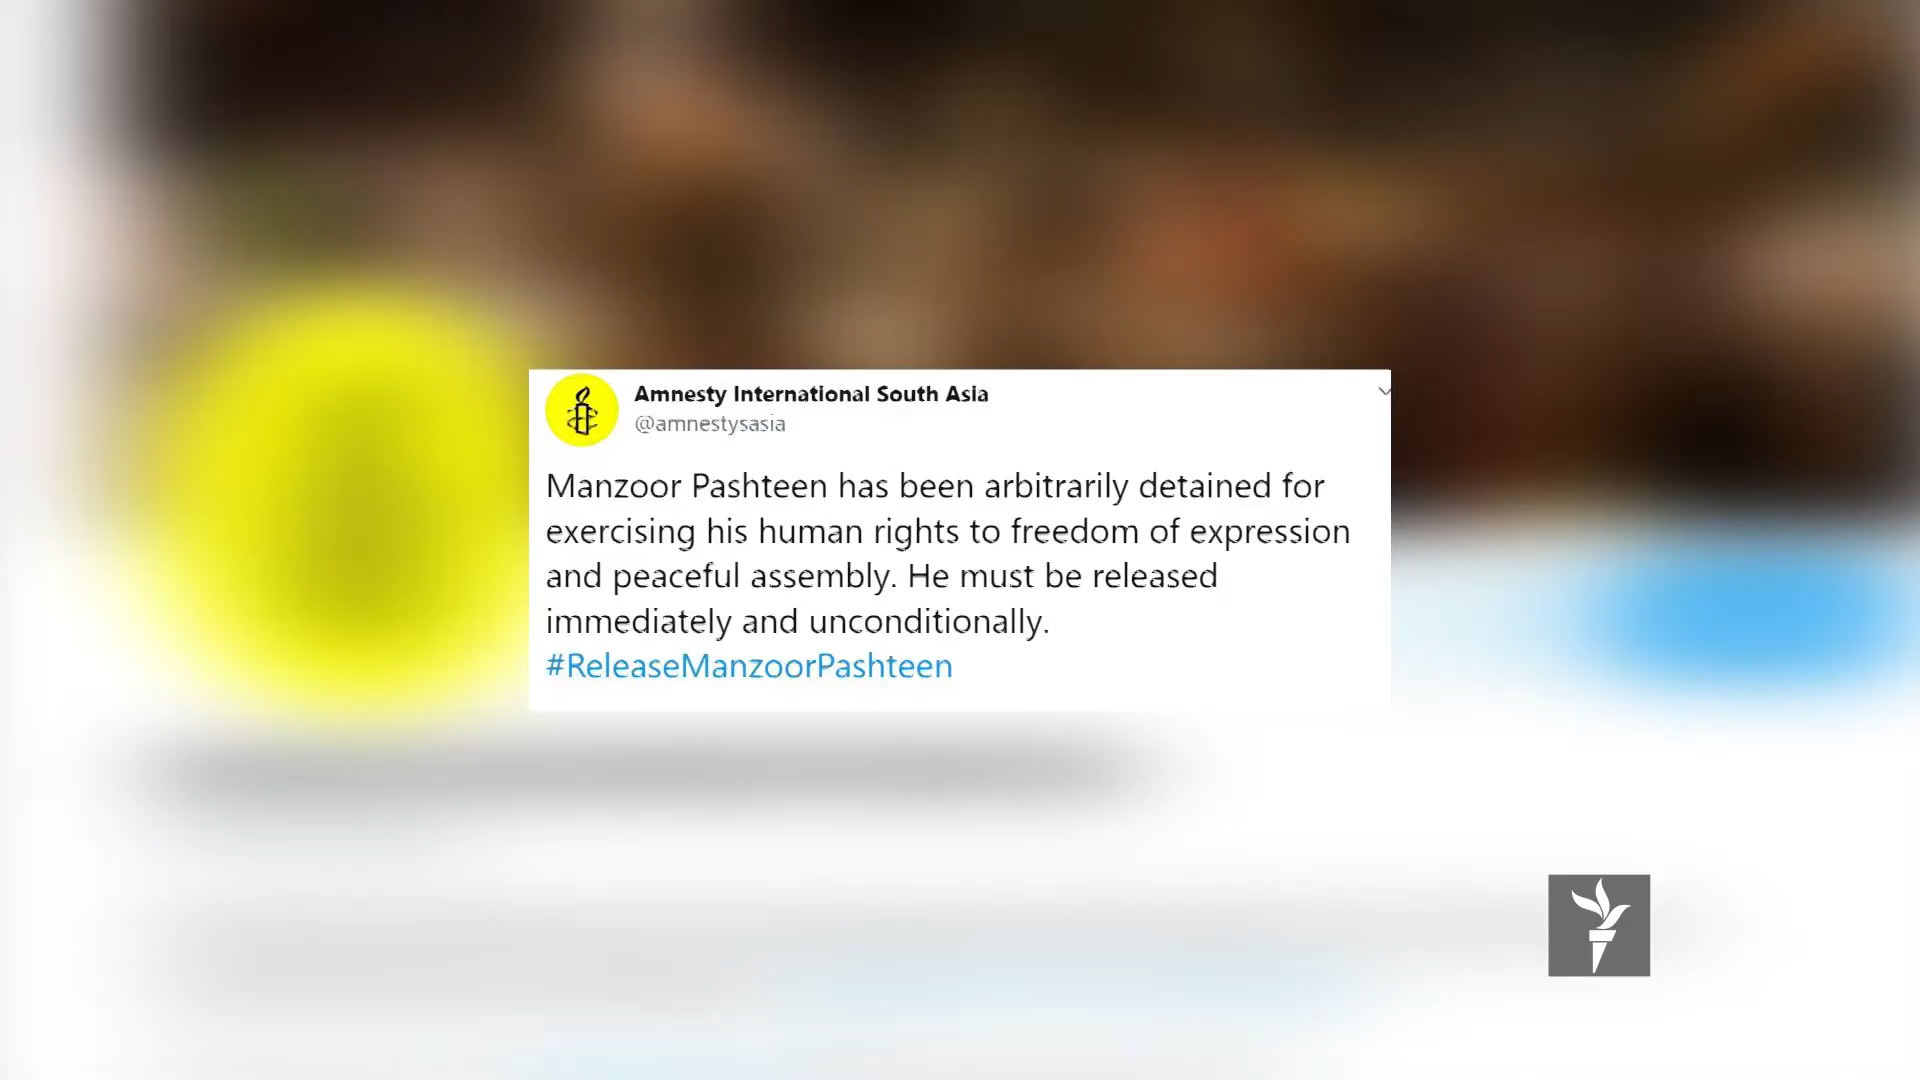 Amnesty International South Asia
@amnestysasia
Manzoor Pashteen has been arbitrarily detained for
exercising his human rights to freedom of expression
and peaceful assembly. He must be released
immediately and unconditionally.
#ReleaseManzoorPashteen